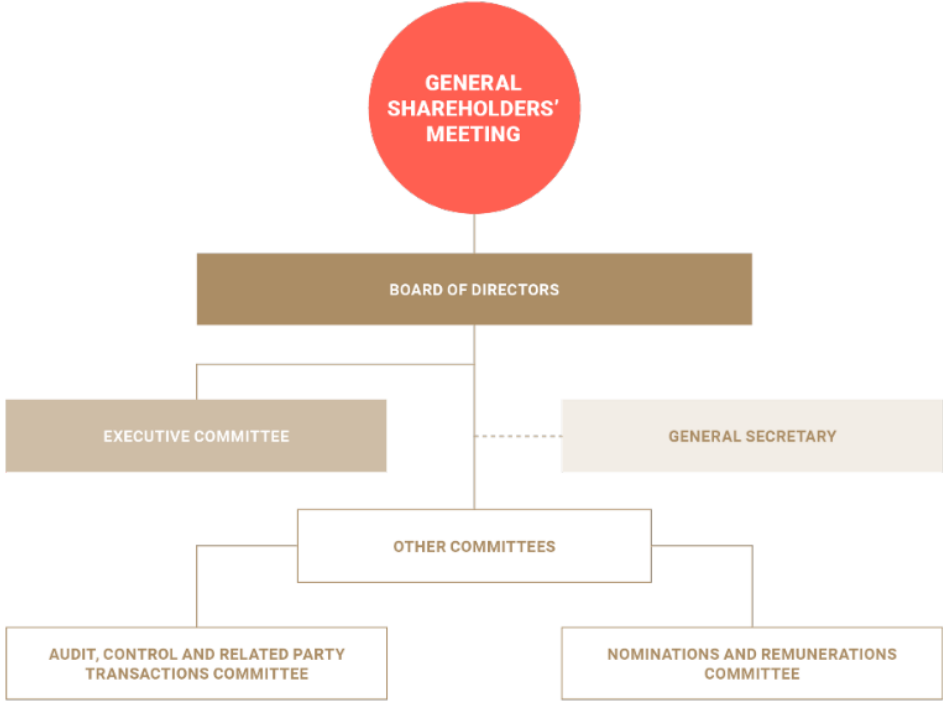 GENERAL
SHAREHOLDERS’
MEETING
BOARD OF DIRECTORS
EXECUTIVE COMMITTEE
GENERAL SECRETARY
OTHER COMMITTEES
AUDIT, CONTROL AND RELATED PARTY
TRANSACTIONS COMMITTEE
NOMINATIONS AND REMUNERATIONS
COMMITTEE